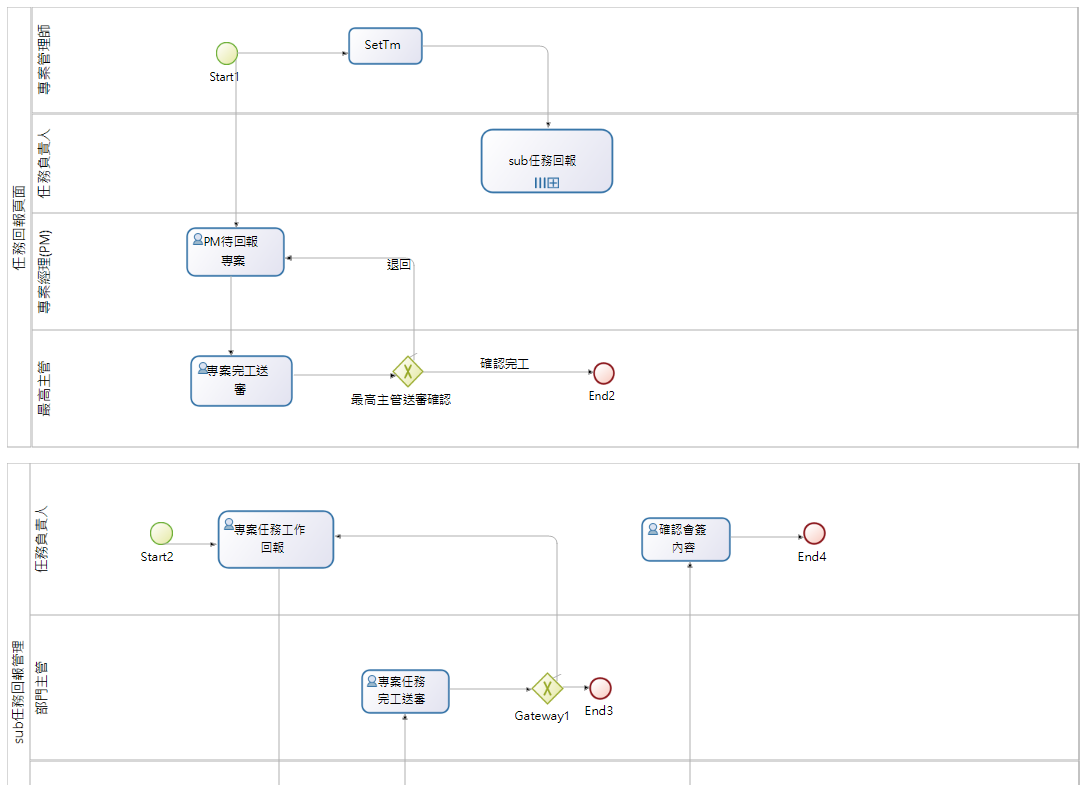 任務回報頁面
專案管理師
Start1
SetTm
任務負責人
sub任務回報
專案經理(PM)
PM待回報
專案
退回
最高主管
專案完工送
審
最高主管送審確認
確認完工
End2
sub任務回報管理
任務負責人
Start2
專案任務工作
回報
確認會簽
內容
End4
部門主管
專案任務
完工送審
Gateway1
End3